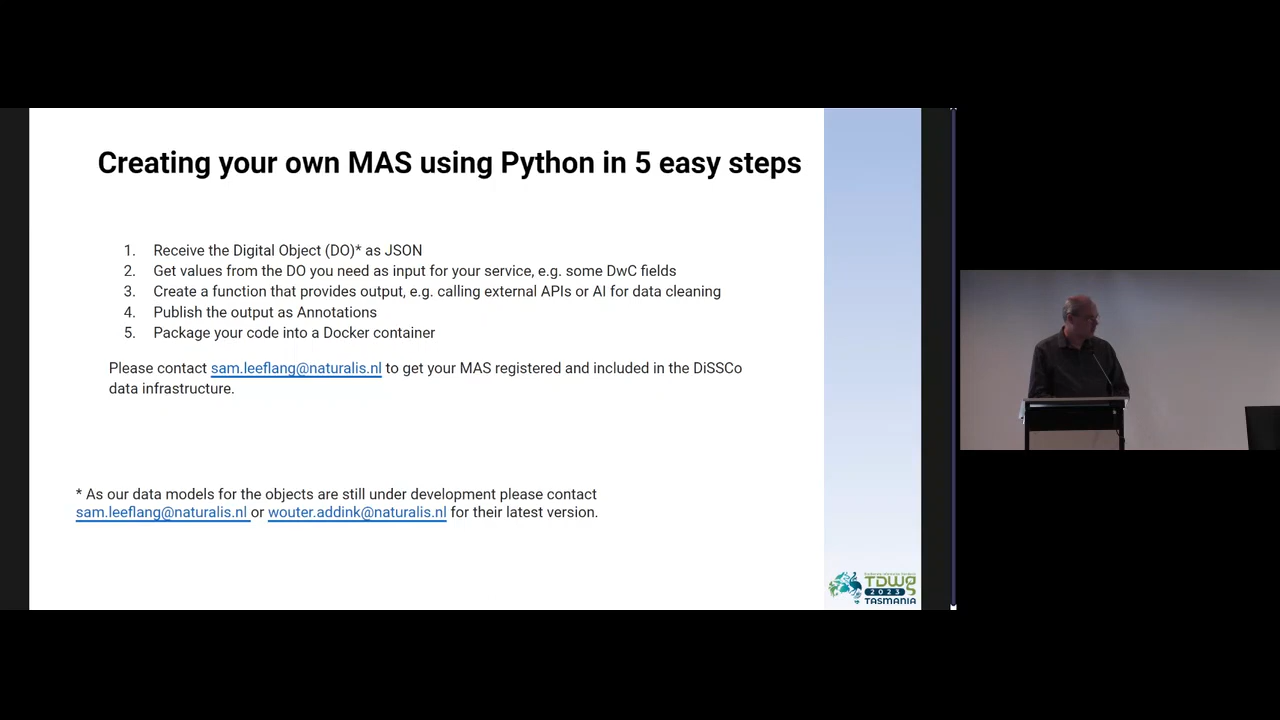 Creating your own MAS using Python in 5 easy steps
1. Receive the Digital Object (DO)* as JSON
2. Get values from the DO you need as input for your service, e.g. some DwC fields
3. Create a function that provides output, e.g. calling external APIs or AI for data cleaning
4. Publish the output as Annotations
5. Package your code into a Docker container
Please contact sam.leeflang@naturalis.nl to get your MAS registered and included in the DiSSCo
data infrastructure.
* As our data models for the objects are still under development please contact
sam.leeflang@naturalis.nl or wouter.addink@naturalis.nl for their latest version.
TDWG
2023
TASMANIA